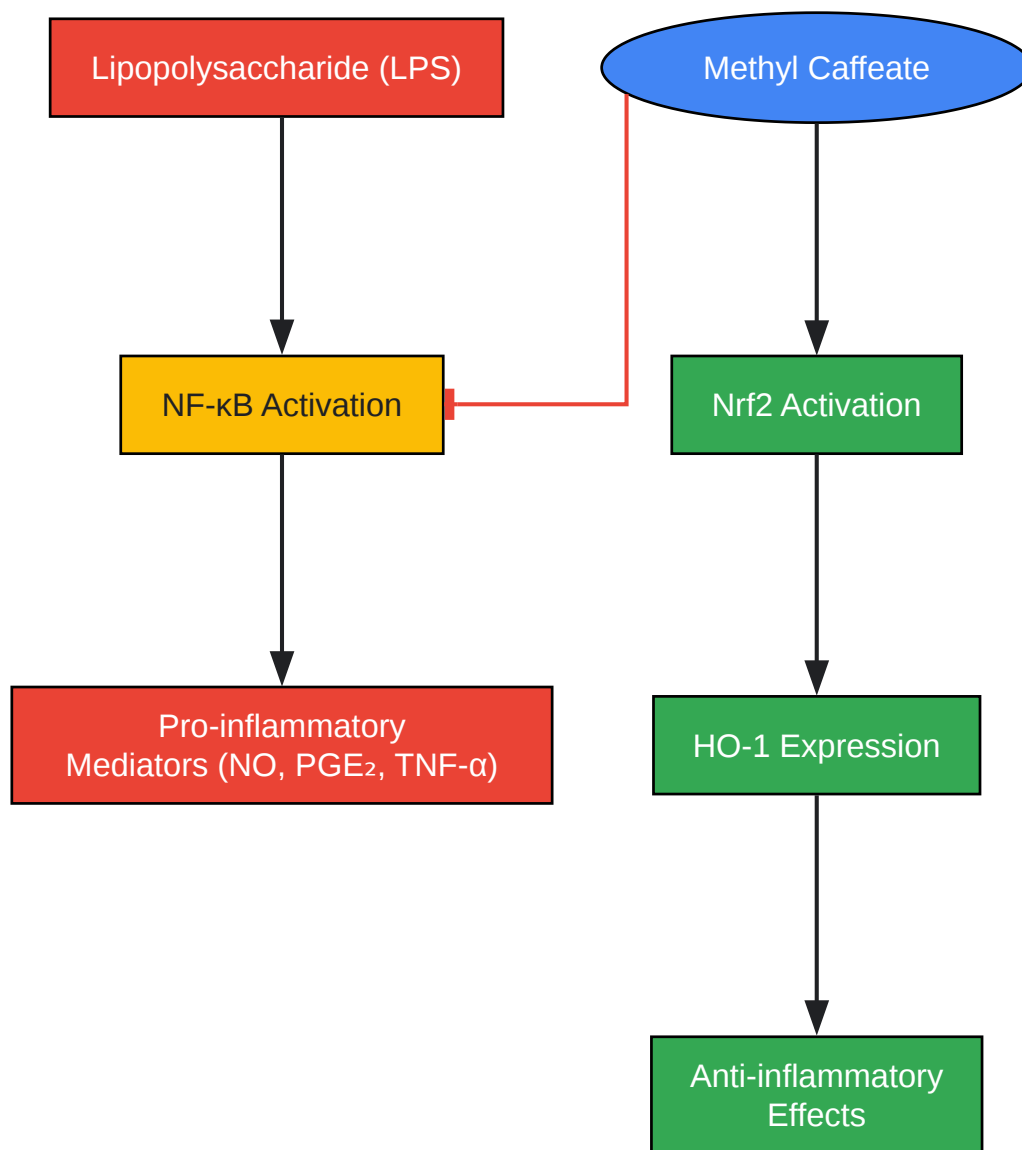 Lipopolysaccharide (LPS)
Methyl Caffeate
NF-κB Activation
Nrf2 Activation
Pro-inflammatory
Mediators (NO, PGE₂, TNF-α)
HO-1 Expression
Anti-inflammatory
Effects